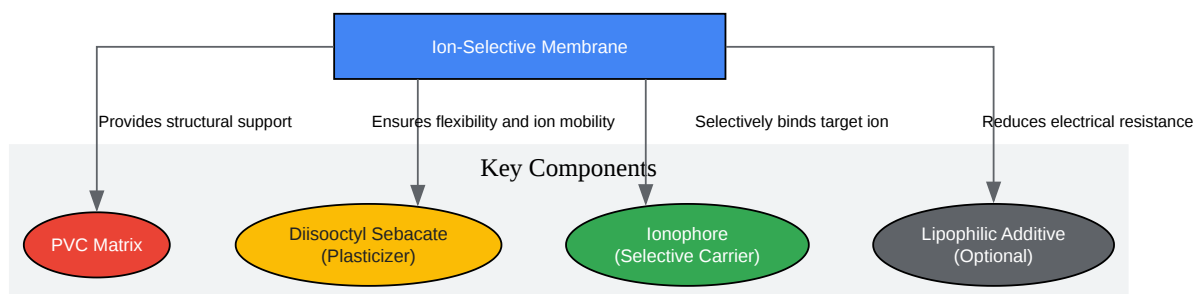 Ion-Selective Membrane
Provides structural support
Ensures flexibility and ion mobility
Selectively binds target ion
Reduces electrical resistance
Key Components
PVC Matrix
Diisooctyl Sebacate
(Plasticizer)
Ionophore
(Selective Carrier)
Lipophilic Additive
(Optional)